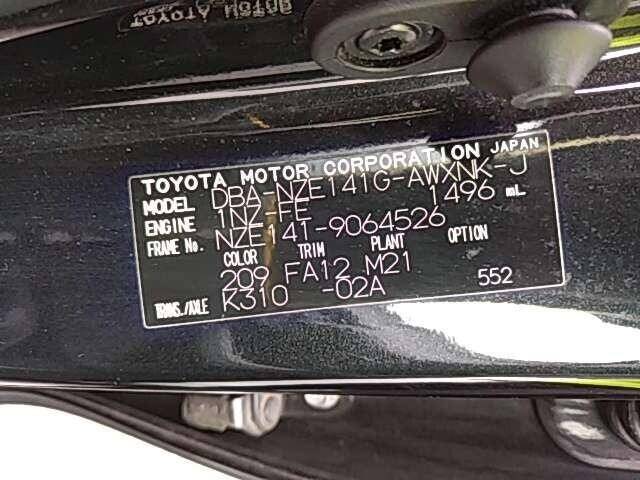 TOYOTA MOTOR CORPORATION JAPAN
MODEL DBA-NZE141G-AWXNK-J
ENGINE 1NZ-FE 1496 mL
FRAME No. NZE141-9064526
COLOR TRIM PLANT OPTION
209 FA12 M21
TRANS./AXLE K310 -02A 552